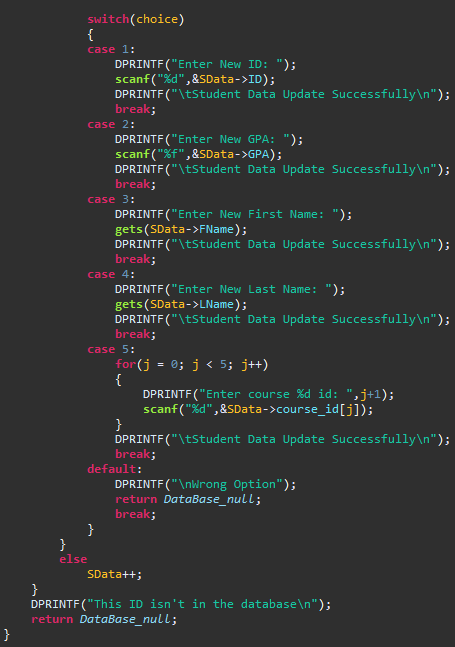 switch(choice)
{
case 1:
DPRINTF("Enter New ID: ");
scanf("%d",&SData->ID);
DPRINTF("\tStudent Data Update Successfully\n");
break;
case 2:
DPRINTF("Enter New GPA: ");
scanf("%f",&SData->GPA);
DPRINTF("\tStudent Data Update Successfully\n");
break;
case 3:
DPRINTF("Enter New First Name: ");
gets(SData->FName);
DPRINTF("\tStudent Data Update Successfully\n");
break;
case 4:
DPRINTF("Enter New Last Name: ");
gets(SData->LName);
DPRINTF("\tStudent Data Update Successfully\n");
break;
case 5:
for(j = 0; j < 5; j++)
{
DPRINTF("Enter course %d id: ",j+1);
scanf("%d",&SData->course_id[j]);
}
DPRINTF("\tStudent Data Update Successfully\n");
break;
default:
DPRINTF("\nWrong Option");
return DataBase_null;
break;
}
}
else
SData++;
}
DPRINTF("This ID isn't in the database\n");
return DataBase_null;
}